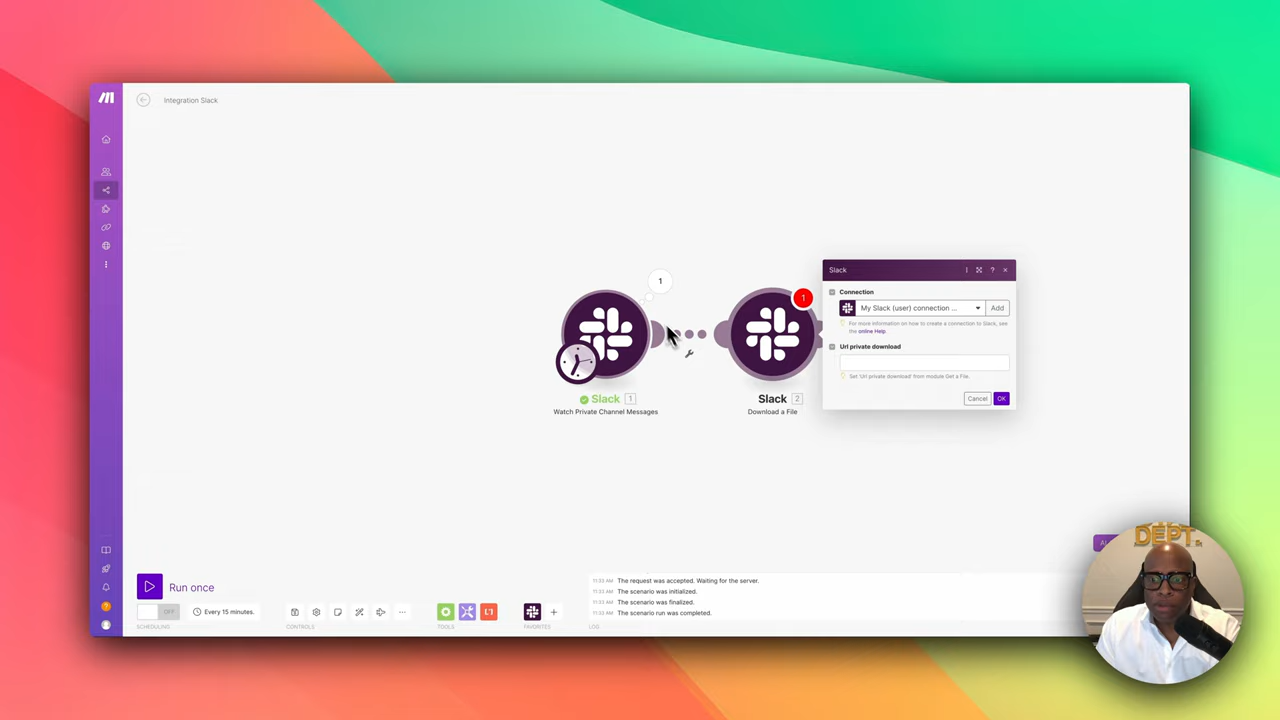 Integration Slack
1
1
Slack
Connection
My Slack (user) connection ...
Add
For more information on how to create a connection to Slack, see
the online Help.
Url private download
Set 'Url private download' from module Get a File.
Cancel
OK
Slack 1
Watch Private Channel Messages
Slack 2
Download a File
Run once
OFF
Every 15 minutes.
SCHEDULING
CONTROLS
TOOLS
FAVORITES
LOG
11:33 AM The request was accepted. Waiting for the server.
11:33 AM The scenario was initialized.
11:33 AM The scenario was finalized.
11:33 AM The scenario run was completed.
DEPT.